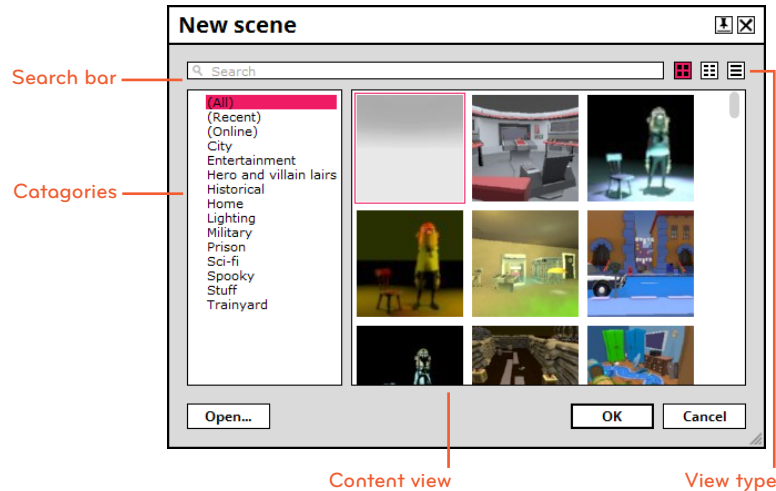 New scene
Search bar
Search
(All)
(Recent)
(Online)
City
Entertainment
Hero and villain lairs
Historical
Home
Lighting
Military
Prison
Sci-fi
Spooky
Stuff
Trainyard
Catagories
Open...
OK
Cancel
Content view
View type